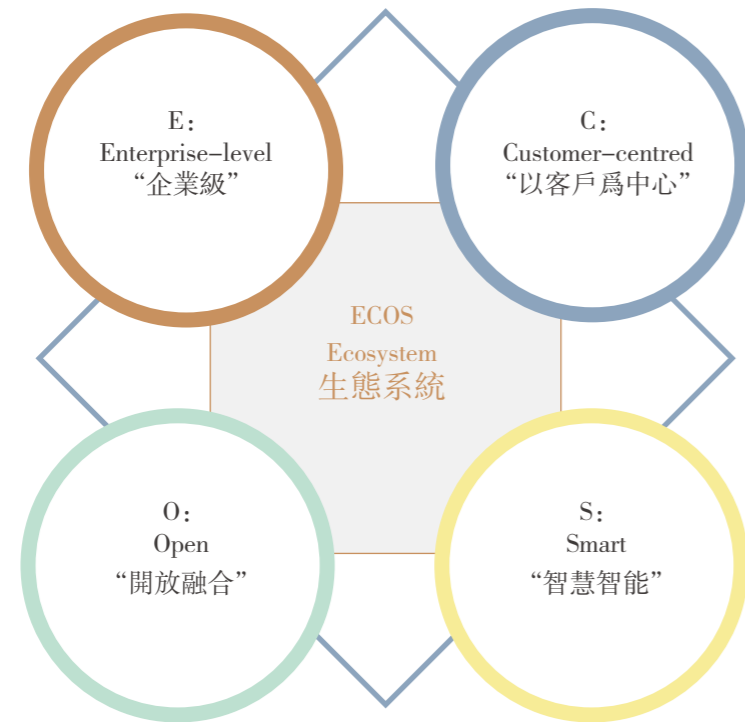 E：
Enterprise-level
“企業級”
C：
Customer-centred
“以客戶爲中心”
ECOS
Ecosystem
生態系統
O：
Open
“開放融合”
S：
Smart
“智慧智能”